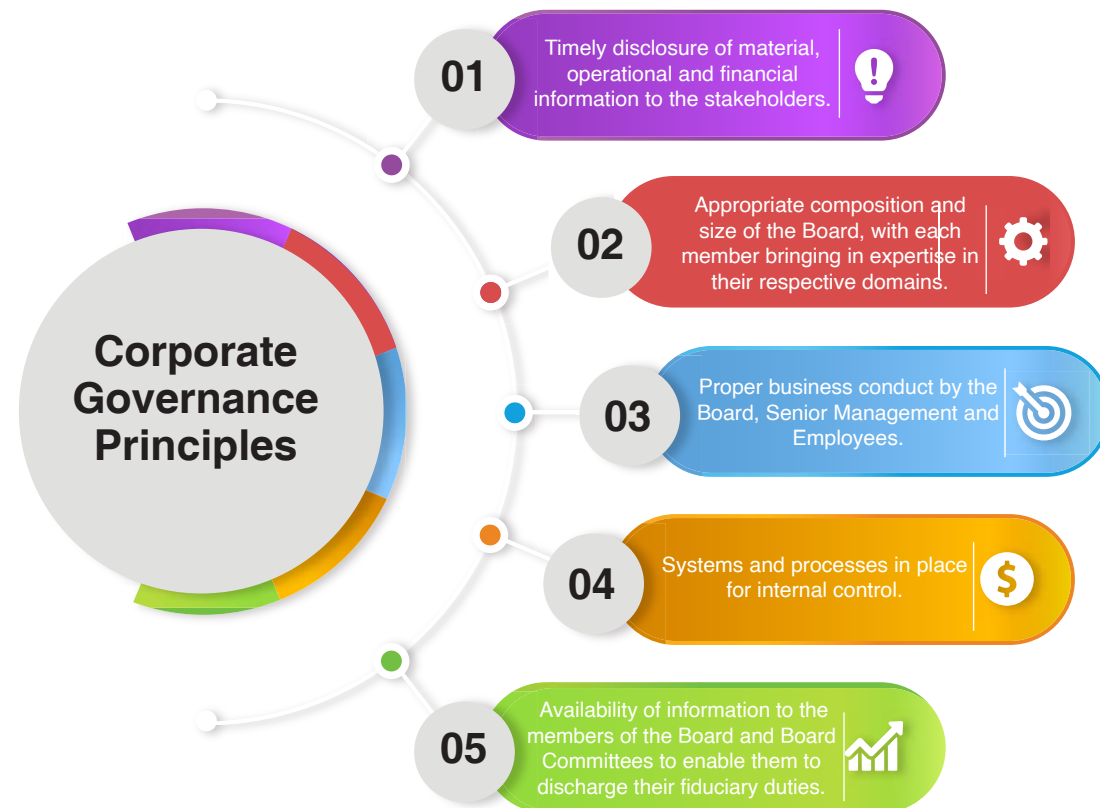 Corporate
Governance
Principles
01
Timely disclosure of material,
operational and financial
information to the stakeholders.
02
Appropriate composition and
size of the Board, with each
member bringing in expertise in
their respective domains.
03
Proper business conduct by the
Board, Senior Management and
Employees.
04
Systems and processes in place
for internal control.
$
05
Availability of information to the
members of the Board and Board
Committees to enable them to
discharge their fiduciary duties.